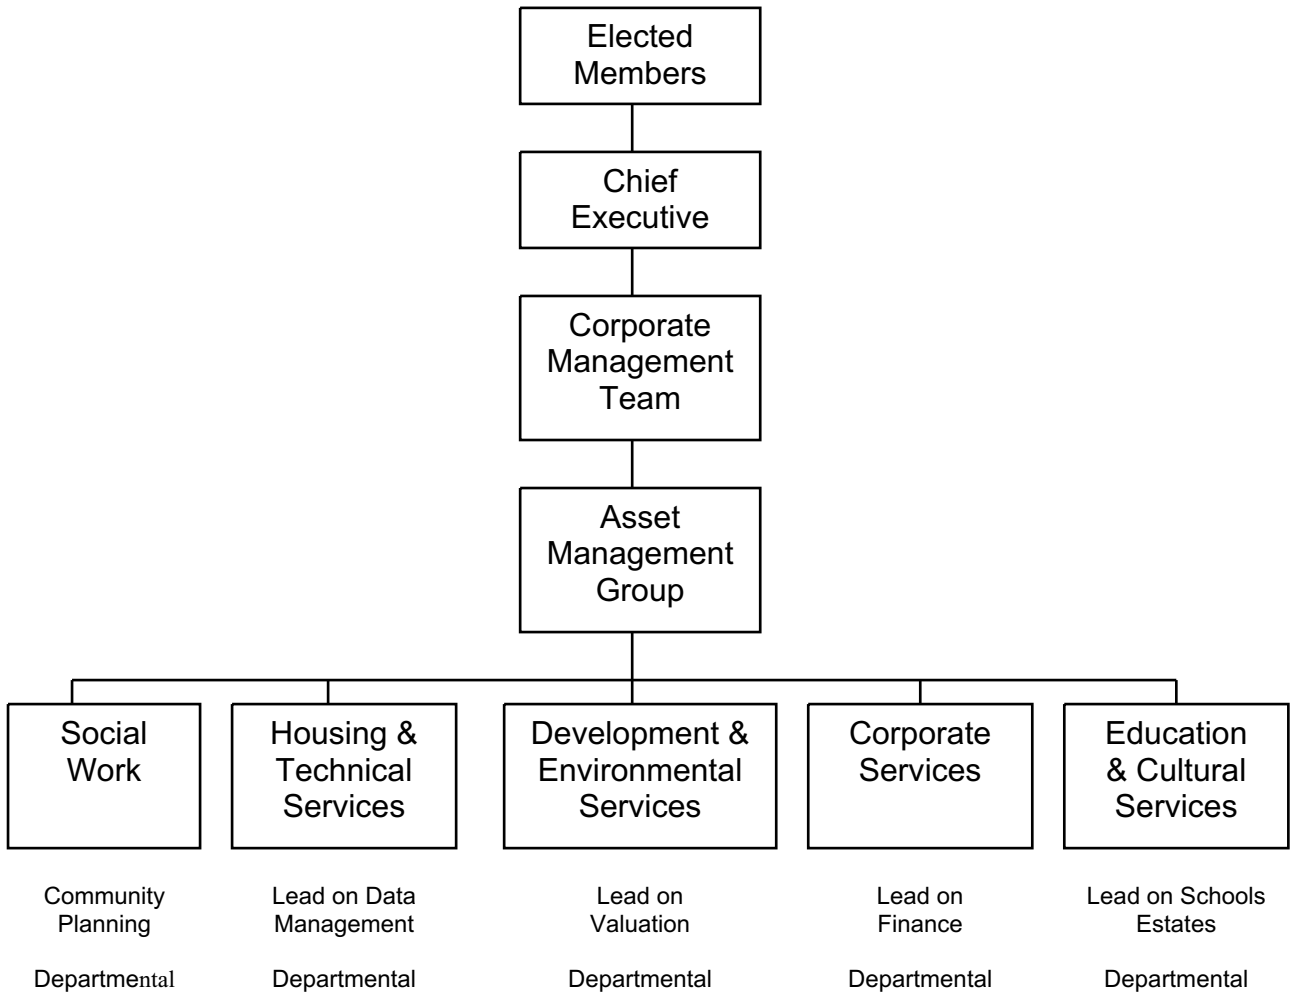 Elected
Members
Chief
Executive
Corporate
Management
Team
Asset
Management
Group
Social
Work
Housing &
Technical
Services
Development &
Environmental
Services
Corporate
Services
Education
& Cultural
Services
Community
Planning
Lead on Data
Management
Lead on
Valuation
Lead on
Finance
Lead on Schools
Estates
Departmental
Departmental
Departmental
Departmental
Departmental